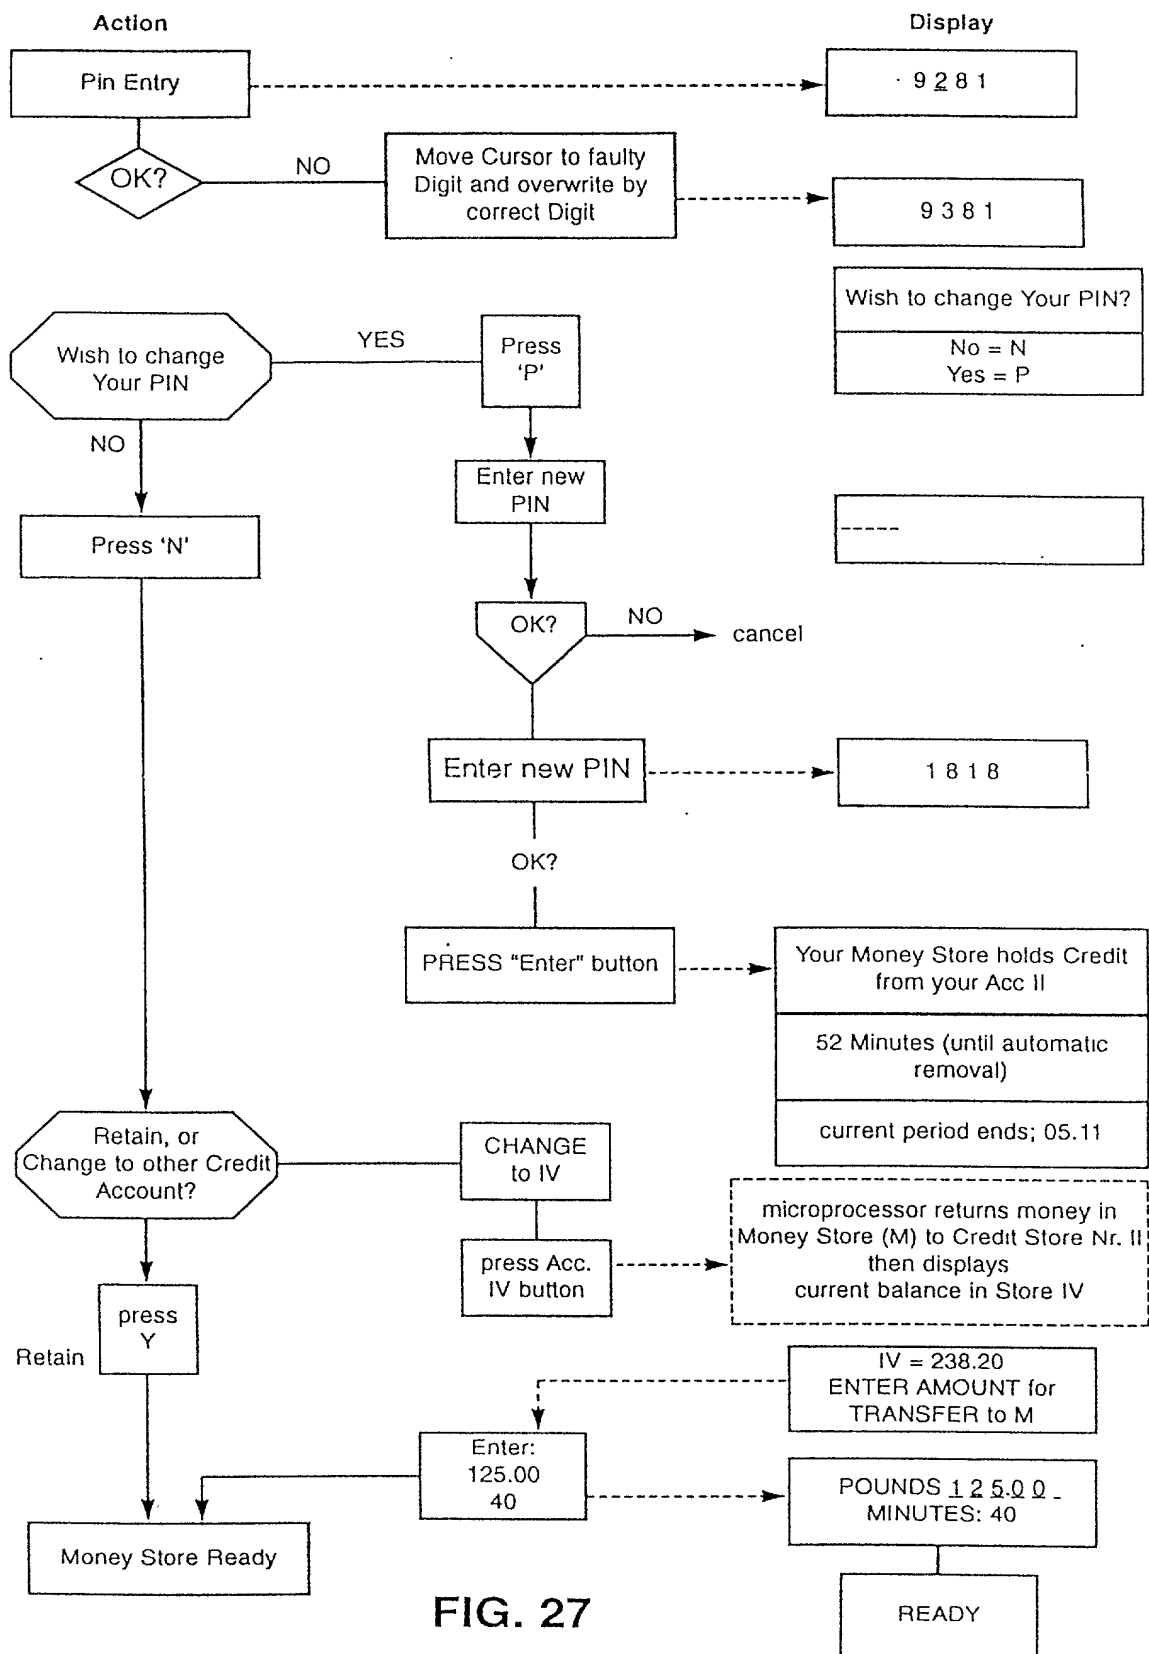 Action
Display
Pin Entry
9 2 8 1
OK?
NO
Move Cursor to faulty
Digit and overwrite by
correct Digit
9 3 8 1
Wish to change Your PIN?
No = N
Yes = P
Wish to change
Your PIN
YES
Press
'P'
NO
Enter new
PIN
-----
Press 'N'
OK?
NO
cancel
Enter new PIN
1 8 1 8
OK?
PRESS "Enter" button
Your Money Store holds Credit
from your Acc II
52 Minutes (until automatic
removal)
current period ends; 05.11
Retain, or
Change to other Credit
Account?
CHANGE
to IV
press Acc.
IV button
microprocessor returns money in
Money Store (M) to Credit Store Nr. II
then displays
current balance in Store IV
press
Y
Retain
IV = 238.20
ENTER AMOUNT for
TRANSFER to M
Enter:
125.00
40
POUNDS 1 2 5.0 0 _
MINUTES: 40
Money Store Ready
READY
FIG. 27